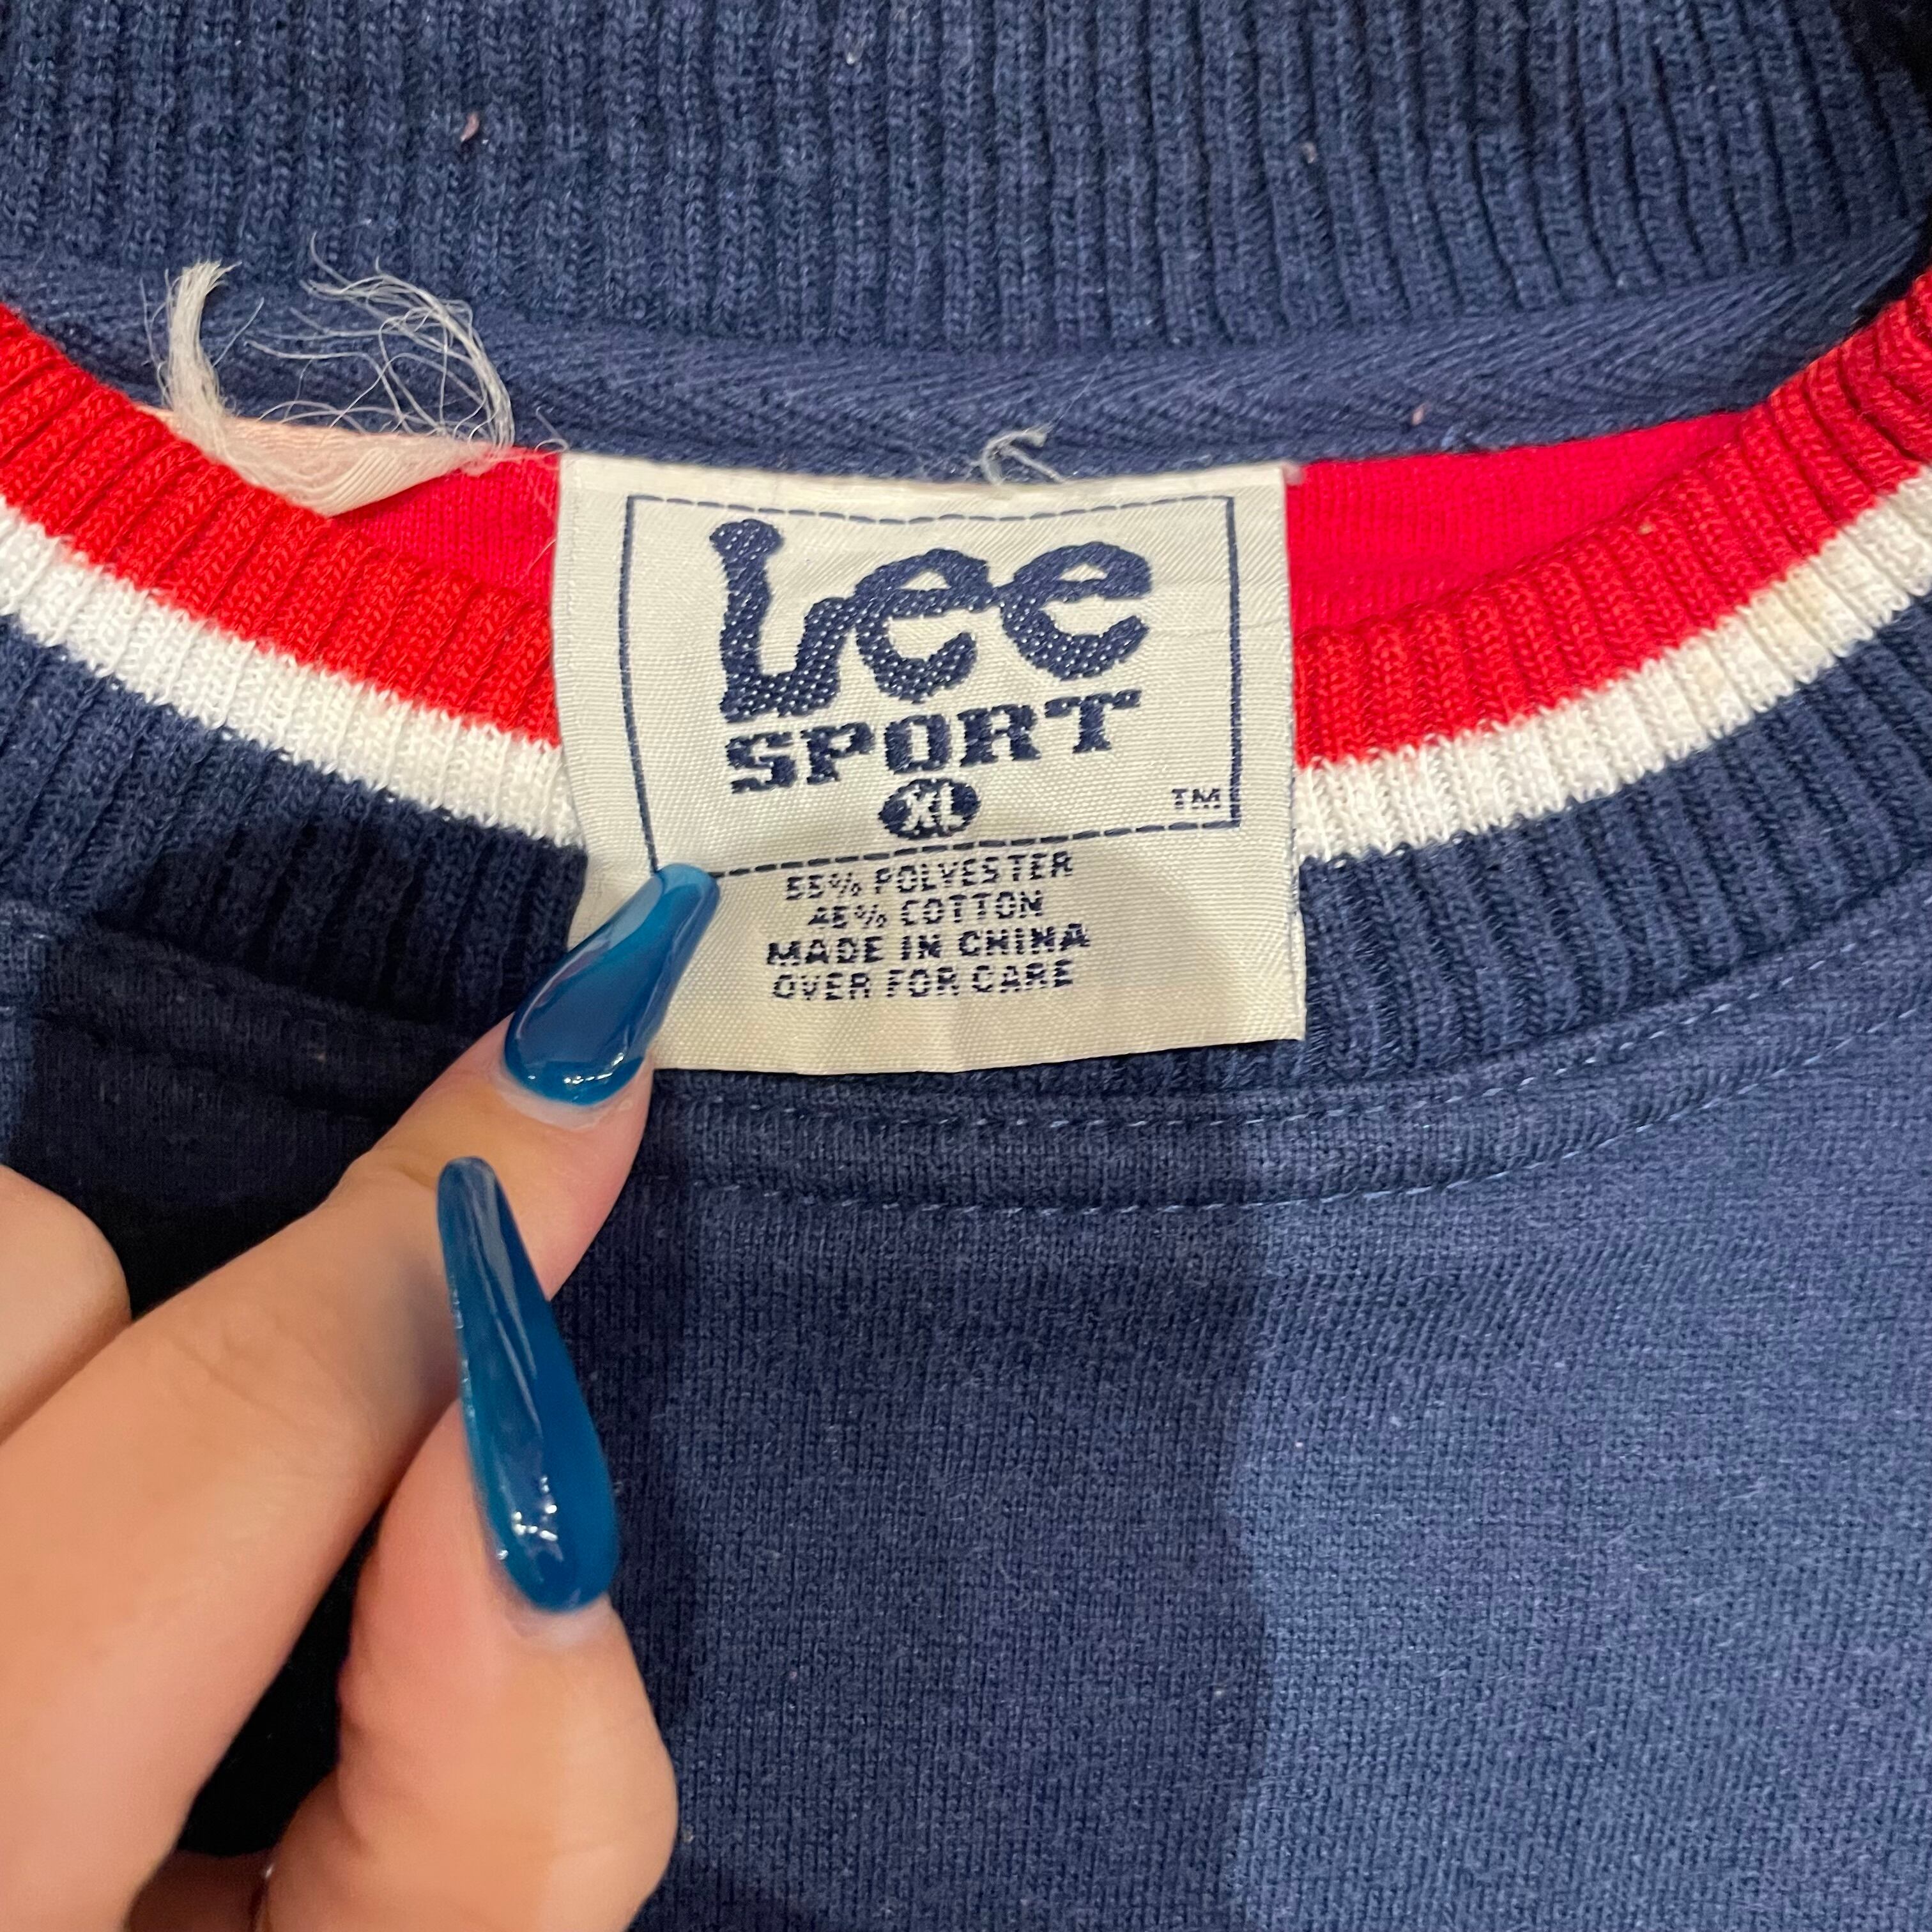 Lee
SPORT
XL
TM
55% POLYESTER
45% COTTON
MADE IN CHINA
OVER FOR CARE